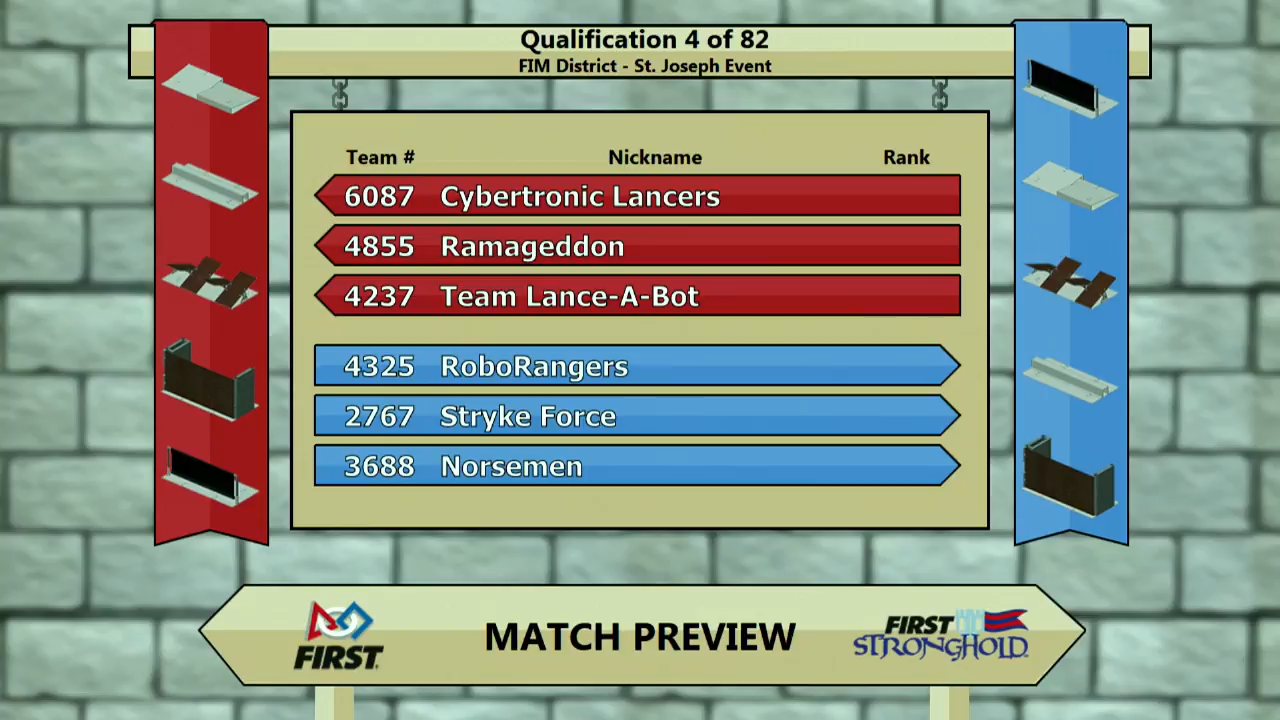 Qualification 4 of 82
FIM District - St. Joseph Event
Team # Nickname Rank
6087 Cybertronic Lancers
4855 Ramageddon
4237 Team Lance-A-Bot
4325 RoboRangers
2767 Stryke Force
3688 Norsemen
FIRST
MATCH PREVIEW
FIRST
STRONGHOLD